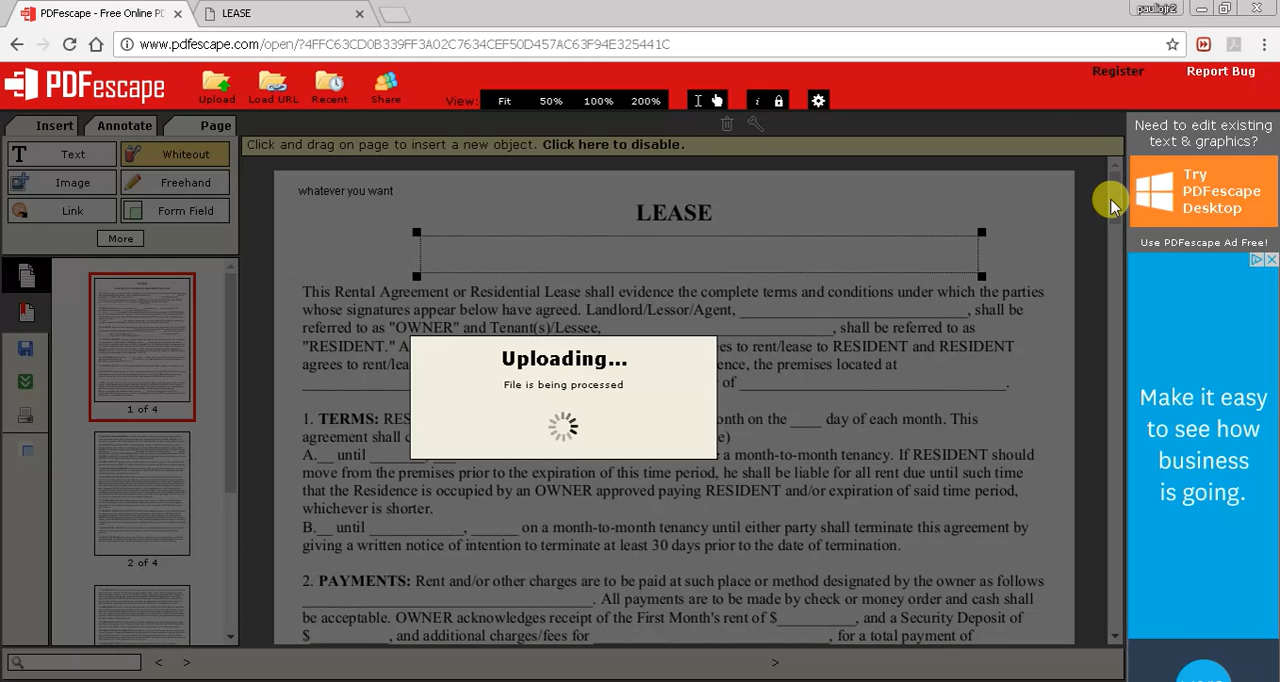 PDFescape - Free Online P
LEASE
paulojr2
www.pdfescape.com/open/?4FFC63CD0B339FF3A02C7634CEF50D457AC63F94E325441C
PDFescape
Upload
Load URL
Recent
Share
View:
Fit
50%
100%
200%
Register
Report Bug
Insert
Annotate
Page
Text
Whiteout
Image
Freehand
Link
Form Field
More
Click and drag on page to insert a new object. Click here to disable.
whatever you want
LEASE
This Rental Agreement or Residential Lease shall evidence the complete terms and conditions under which the parties
whose signatures appear below have agreed. Landlord/Lessor/Agent, ________________________, shall be
referred to as "OWNER" and Tenant(s)/Lessee, ________________________, shall be referred to as
"RESIDENT." A
ees to rent/lease to RESIDENT and RESIDENT
agrees to rent/lea
ence, the premises located at
of ____________________________.
Uploading...
File is being processed
1. TERMS: RES
onth on the ____ day of each month. This
agreement shall c
e)
A.__ until ______, ___
a month-to-month tenancy. If RESIDENT should
move from the premises prior to the expiration of this time period, he shall be liable for all rent due until such time
that the Residence is occupied by an OWNER approved paying RESIDENT and/or expiration of said time period,
whichever is shorter.
B.__ until __________, _____ on a month-to-month tenancy until either party shall terminate this agreement by
giving a written notice of intention to terminate at least 30 days prior to the date of termination.
2. PAYMENTS: Rent and/or other charges are to be paid at such place or method designated by the owner as follows
______________________________. All payments are to be made by check or money order and cash shall
be acceptable. OWNER acknowledges receipt of the First Month's rent of $________, and a Security Deposit of
$________, and additional charges/fees for ______________________, for a total payment of
1 of 4
2 of 4
Need to edit existing
text & graphics?
Try
PDFescape
Desktop
Use PDFescape Ad Free!
Make it easy
to see how
business
is going.